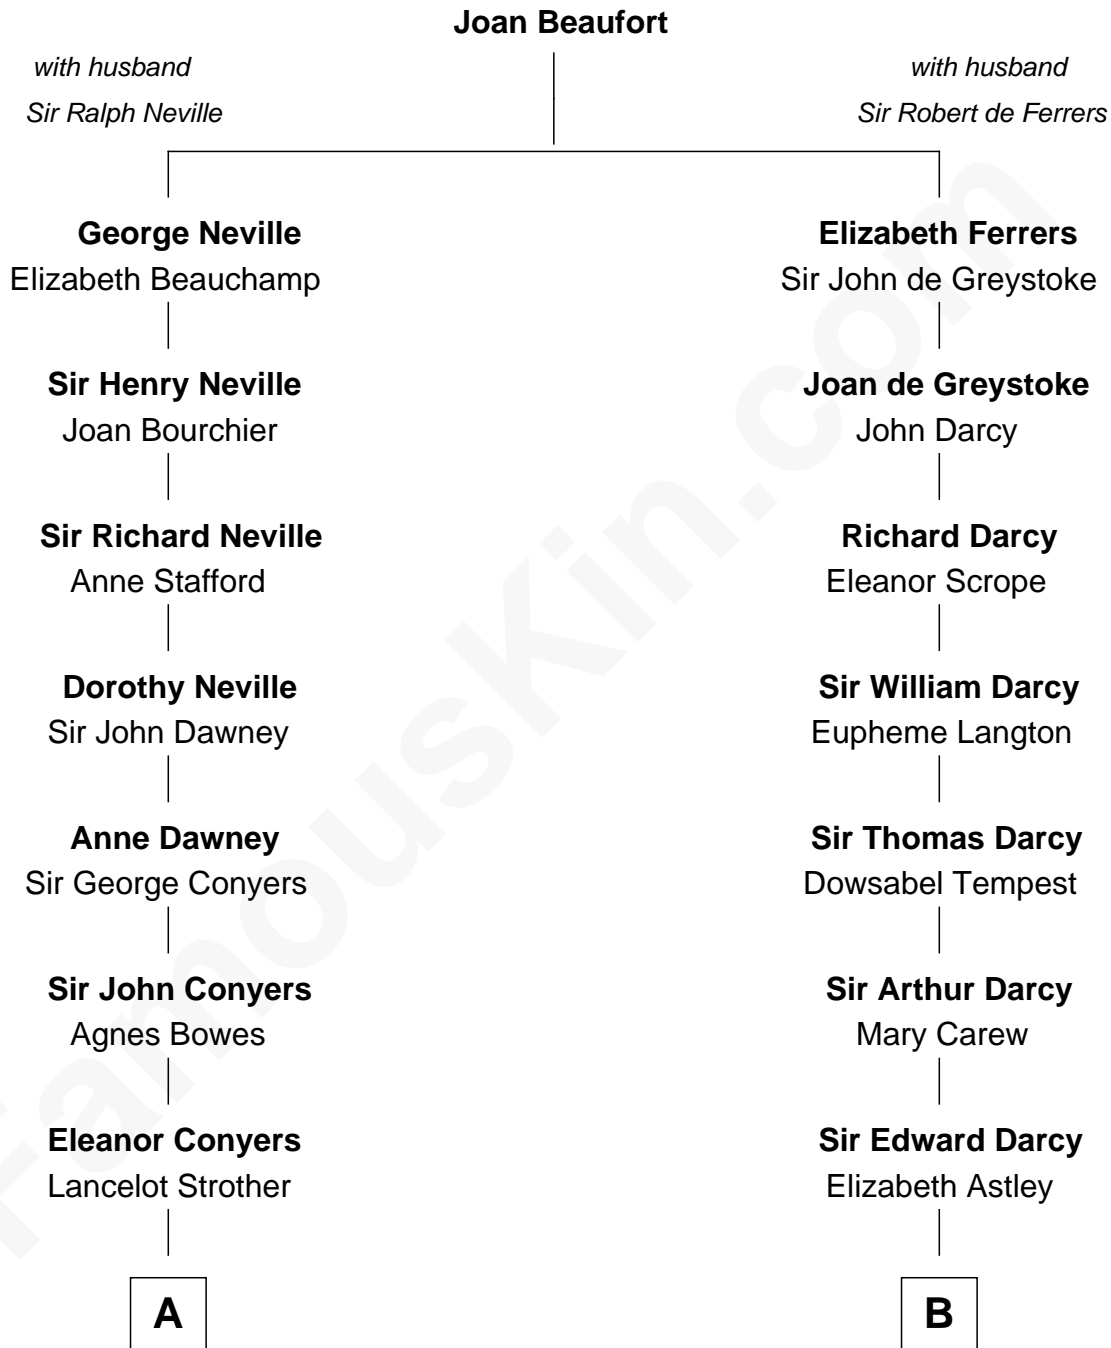 Joan Beaufort
with husband
Sir Ralph Neville
with husband
Sir Robert de Ferrers
George Neville
Elizabeth Beauchamp
Sir Henry Neville
Joan Bourchier
Sir Richard Neville
Anne Stafford
Dorothy Neville
Sir John Dawney
Anne Dawney
Sir George Conyers
Sir John Conyers
Agnes Bowes
Eleanor Conyers
Lancelot Strother
A
Elizabeth Ferrers
Sir John de Greystoke
Joan de Greystoke
John Darcy
Richard Darcy
Eleanor Scrope
Sir William Darcy
Eupheme Langton
Sir Thomas Darcy
Dowsabel Tempest
Sir Arthur Darcy
Mary Carew
Sir Edward Darcy
Elizabeth Astley
B
FamousKin.com